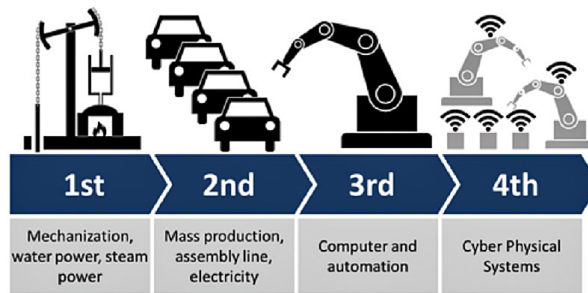 1st
2nd
3rd
4th
Mechanization,
water power, steam
power
Mass production,
assembly line,
electricity
Computer and
automation
Cyber Physical
Systems